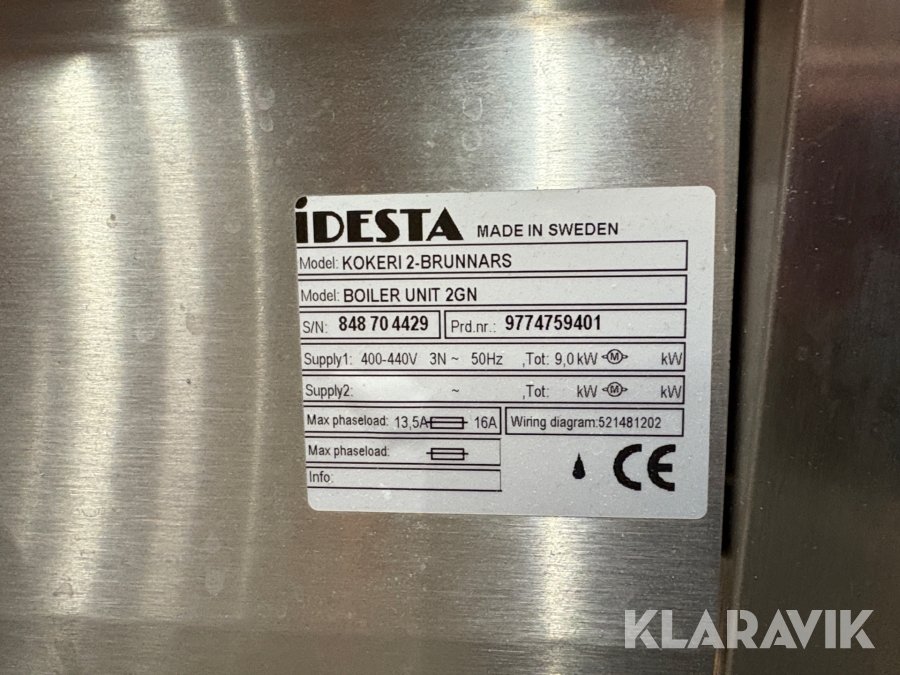 iDESTA MADE IN SWEDEN
Model: KOKERI 2-BRUNNARS
Model: BOILER UNIT 2GN
S/N: 848 70 4429 Prd.nr.: 9774759401
Supply1: 400-440V 3N ~ 50Hz ,Tot: 9,0 kW M kW
Supply2: ~ ,Tot: kW M kW
Max phaseload: 13,5A 16A Wiring diagram:521481202
Max phaseload:
Info:
CE
KLARAVIK